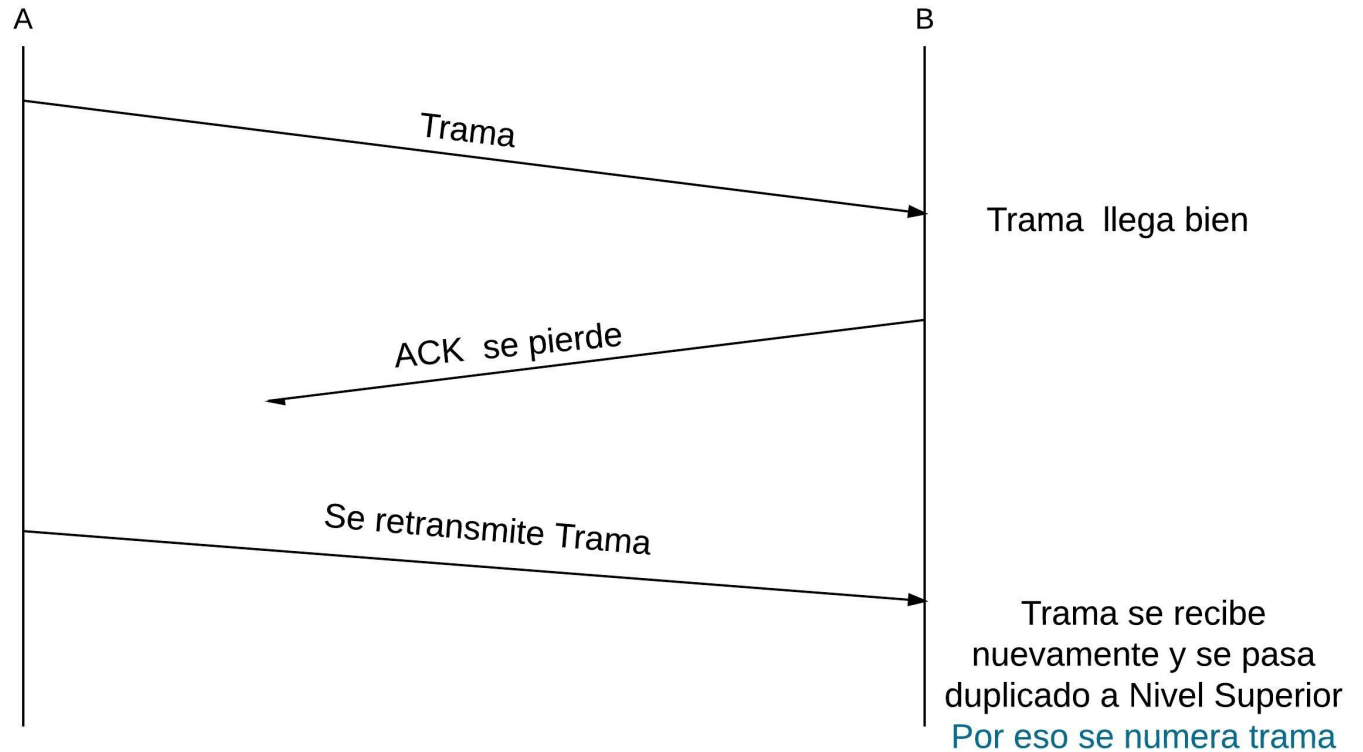 A
B
Trama
Trama llega bien
ACK se pierde
Se retransmite Trama
Trama se recibe
nuevamente y se pasa
duplicado a Nivel Superior
Por eso se numera trama